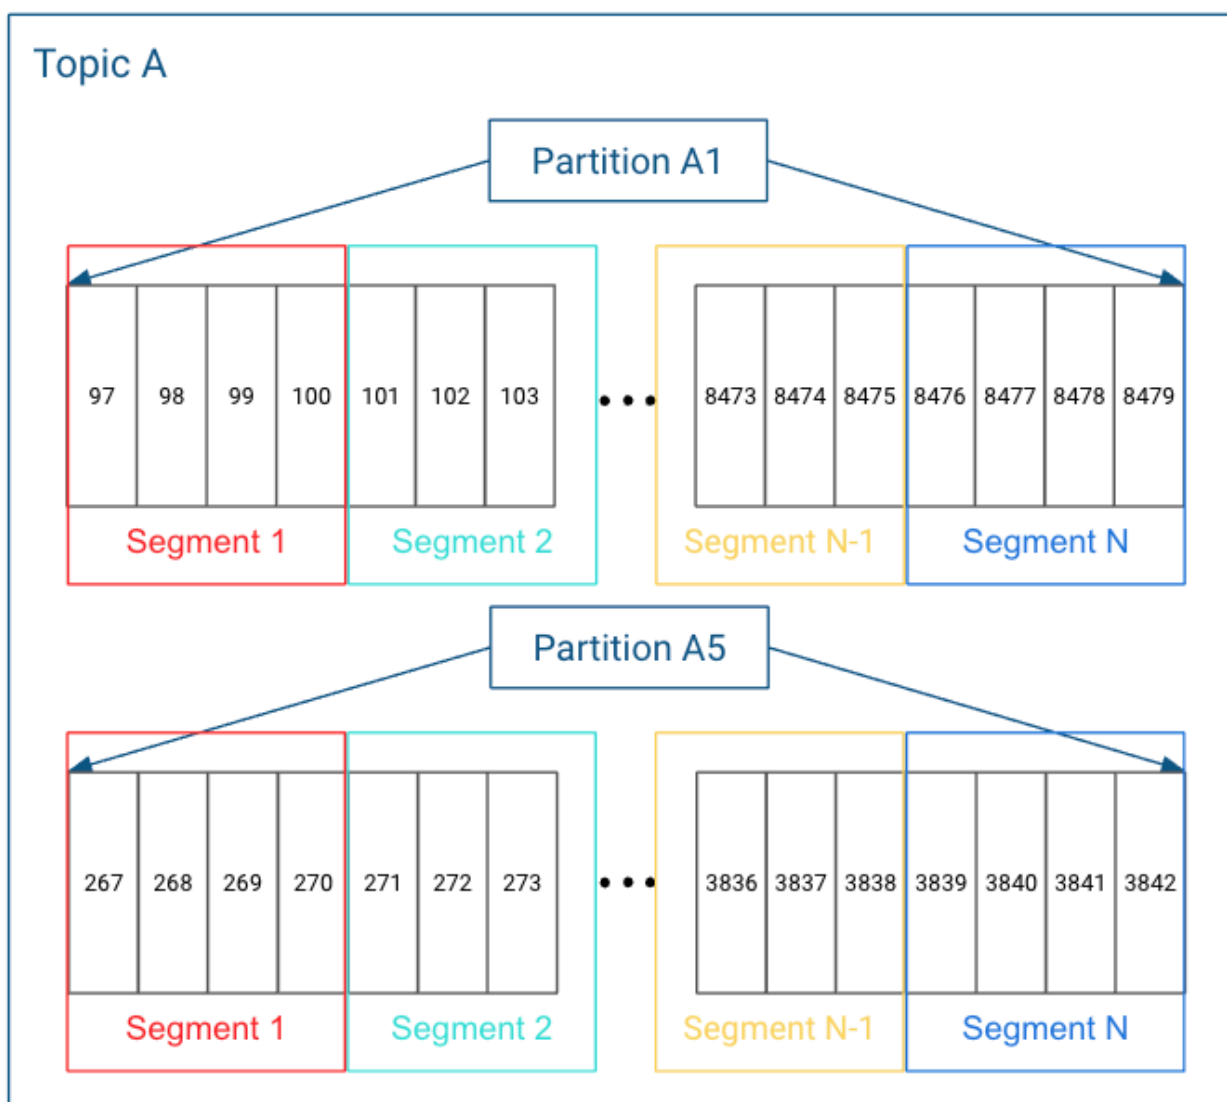 Topic A
Partition A1
97 98 99 100 101 102 103 ••• 8473 8474 8475 8476 8477 8478 8479
Segment 1 Segment 2 Segment N-1 Segment N
Partition A5
267 268 269 270 271 272 273 ••• 3836 3837 3838 3839 3840 3841 3842
Segment 1 Segment 2 Segment N-1 Segment N